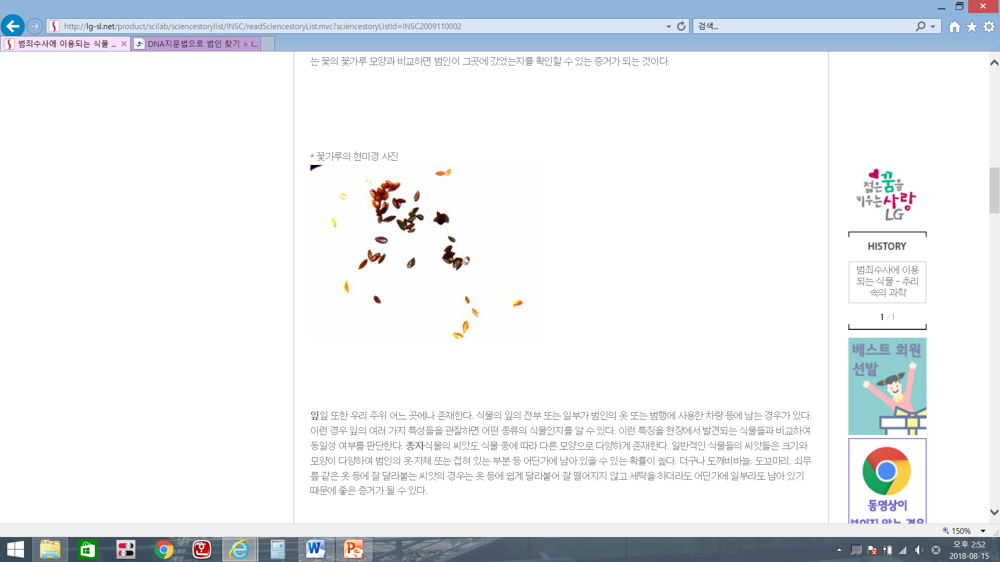 http://lg-sl.net/product/scilab/sciencestorylist/INSC/readSciencestoryList.mvc?sciencestoryListId=INSC2009110002
검색...
범죄수사에 이용되는 식물 ...
DNA지문법으로 범인 찾기 > I...
는 꽃의 꽃가루 모양과 비교하면 범인이 그곳에 갔었는지를 확인할 수 있는 증거가 되는 것이다.
* 꽃가루의 현미경 사진
잎잎 또한 우리 주위 어느 곳에나 존재한다. 식물의 잎의 전부 또는 일부가 범인의 옷 또는 범행에 사용한 차량 등에 남는 경우가 있다.
이런 경우 잎의 여러 가지 특성들을 관찰하면 어떤 종류의 식물인지를 알 수 있다. 이런 특징을 현장에서 발견되는 식물들과 비교하여
동일성 여부를 판단한다. 종자식물의 씨앗도 식물 종에 따라 다른 모양으로 다양하게 존재한다. 일반적인 식물들의 씨앗들은 크기와
모양이 다양하여 범인의 옷 자체 또는 접혀 있는 부분 등 어딘가에 남아 있을 수 있는 확률이 높다. 더구나 도깨비바늘, 도꼬마리, 쇠무
릎 같은 옷 등에 잘 달라붙는 씨앗의 경우는 옷 등에 쉽게 달라붙어 잘 떨어지지 않고 세탁을 하더라도 어딘가에 일부라도 남아 있기
때문에 좋은 증거가 될 수 있다.
젊은 꿈을
키우는 사랑
LG
HISTORY
범죄수사에 이용
되는 식물 – 추리
속의 과학
1 / 1
베스트 회원
선발
동영상이
보이지 않는 경우
150%
오후 2:52
2018-08-15